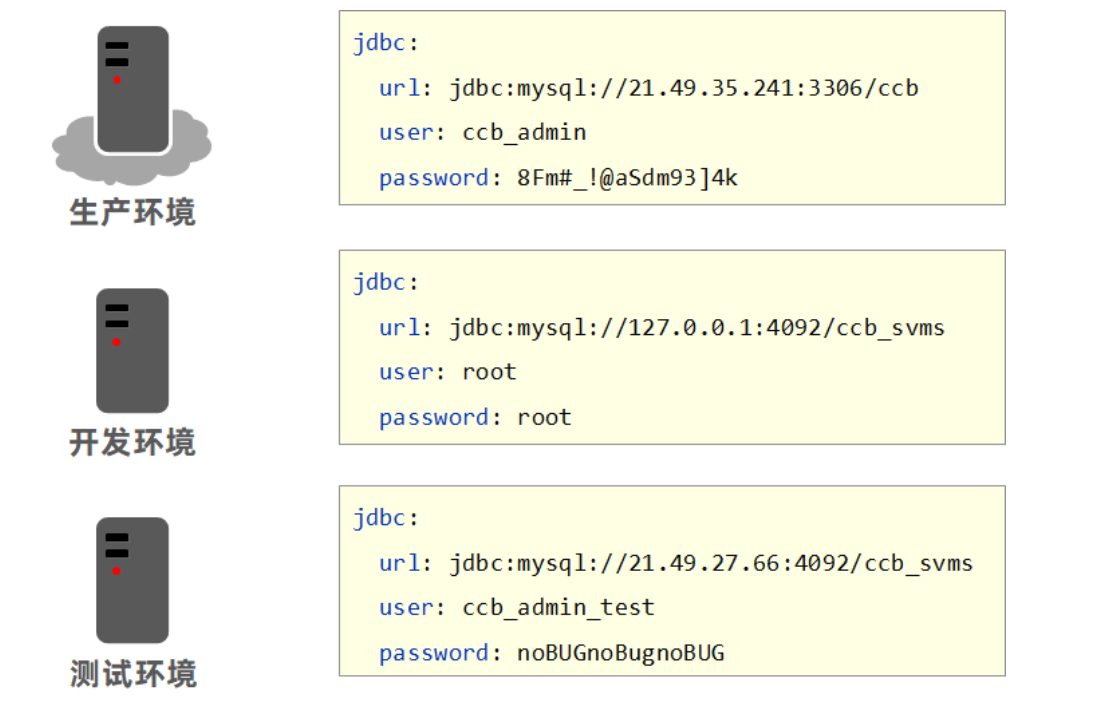 jdbc:
url: jdbc:mysql://21.49.35.241:3306/ccb
user: ccb_admin
password: 8Fm#_!@aSdm93]4k
生产环境
jdbc:
url: jdbc:mysql://127.0.0.1:4092/ccb_svms
user: root
password: root
开发环境
jdbc:
url: jdbc:mysql://21.49.27.66:4092/ccb_svms
user: ccb_admin_test
password: noBUGnoBugnoBUG
测试环境